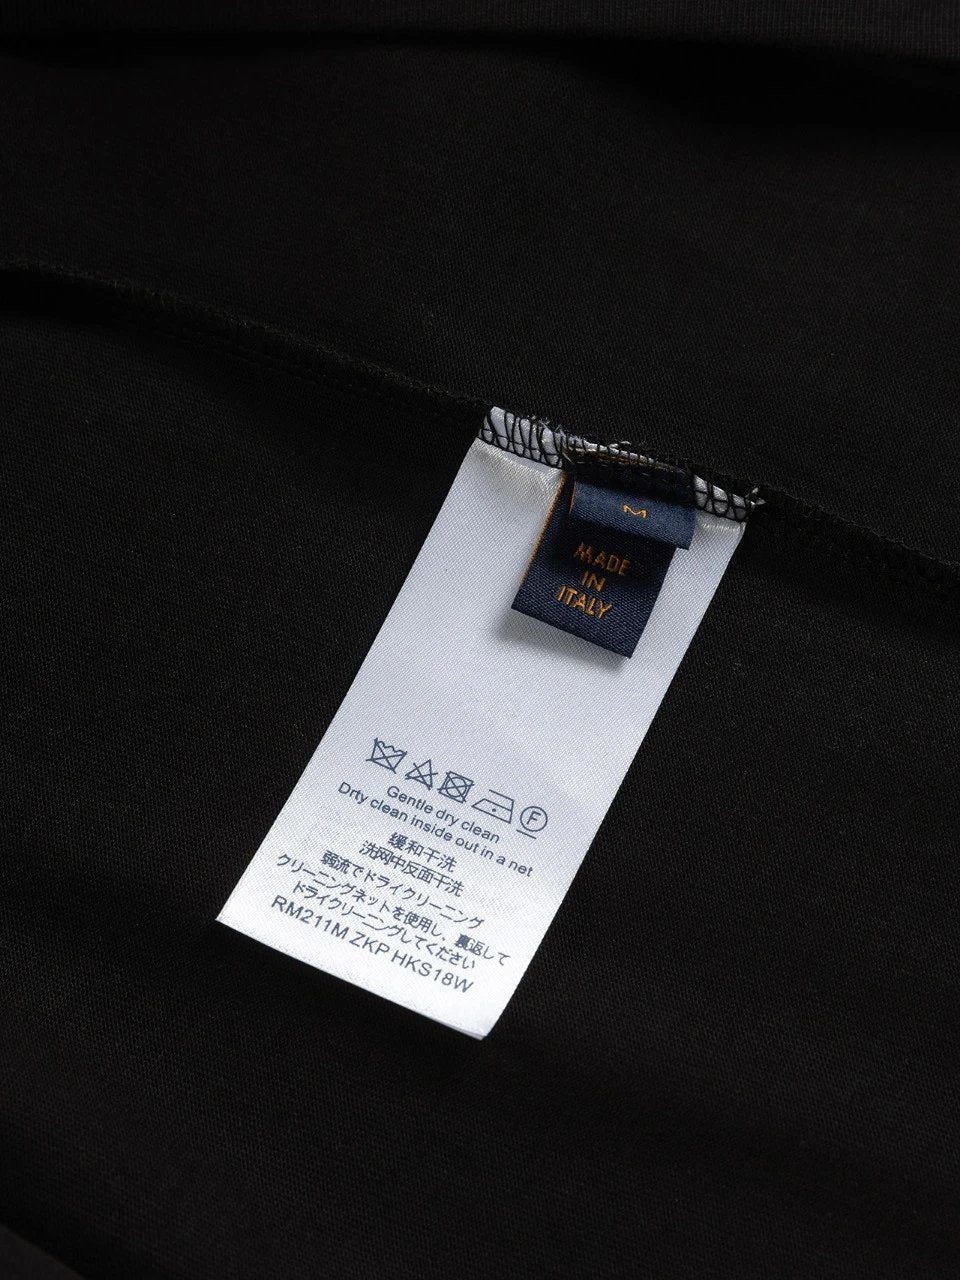 M
MADE
IN
ITALY
F
Gentle dry clean
Drty clean inside out in a net
缓和干洗
洗网中反面干洗
弱流でドライクリーニング
クリーニングネットを使用し、裏返して
ドライクリーニングしてください
RM211M ZKP HKS18W